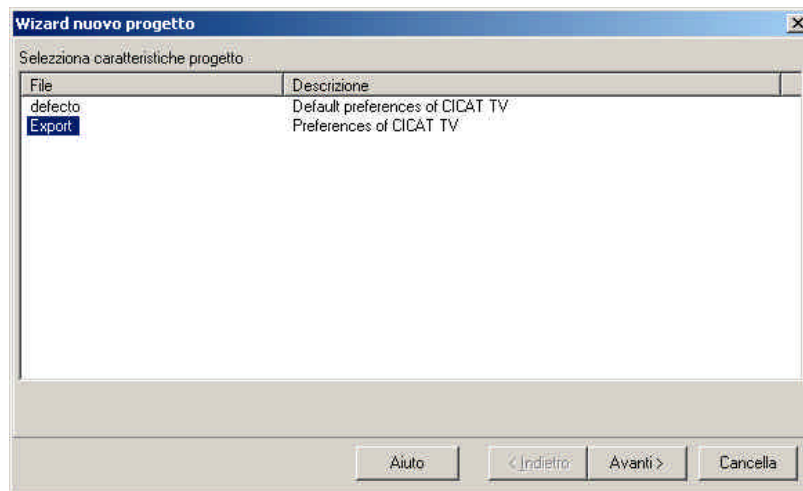 Wizard nuovo progetto
Selezziona caratteristiche progetto
File Descrizione
defecto Default preferences of CICAT TV
Export Preferences of CICAT TV
Aiuto < Indietro Avanti > Cancella